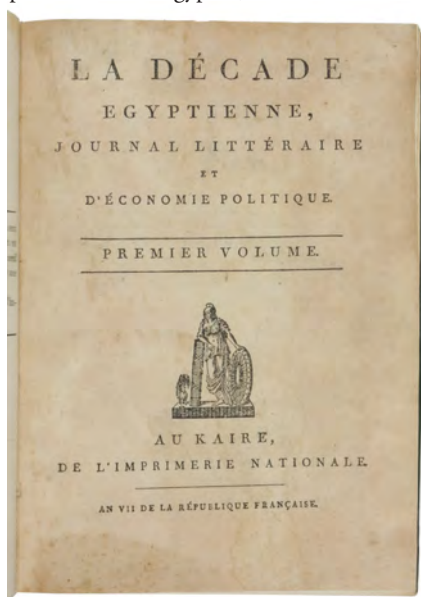 LA DÉCADE
EGYPTIENNE,
JOURNAL LITTÉRAIRE
ET
D'ÉCONOMIE POLITIQUE.
PREMIER VOLUME.
AU KAIRE,
DE L'IMPRIMERIE NATIONALE.
AN VII DE LA RÉPUBLIQUE FRANÇAISE.